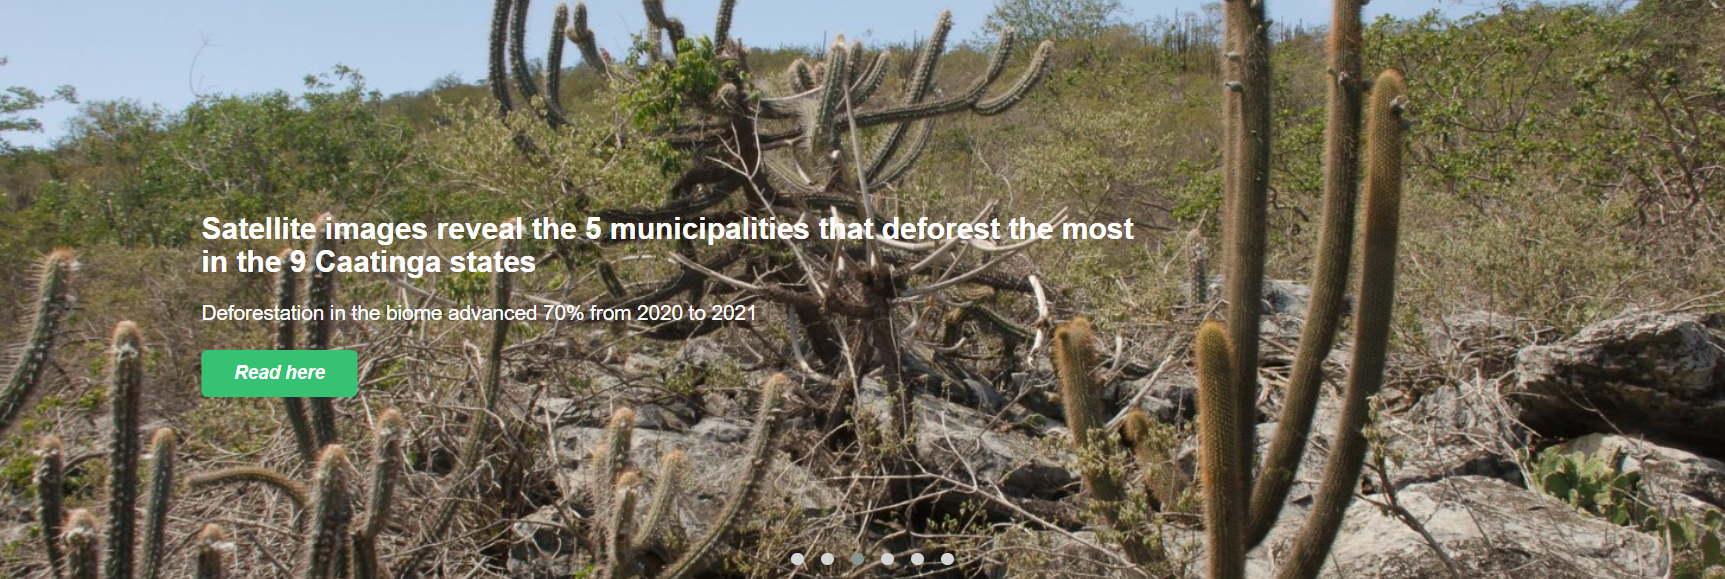 Satellite images reveal the 5 municipalities that deforest the most
in the 9 Caatinga states
Deforestation in the biome advanced 70% from 2020 to 2021
Read here